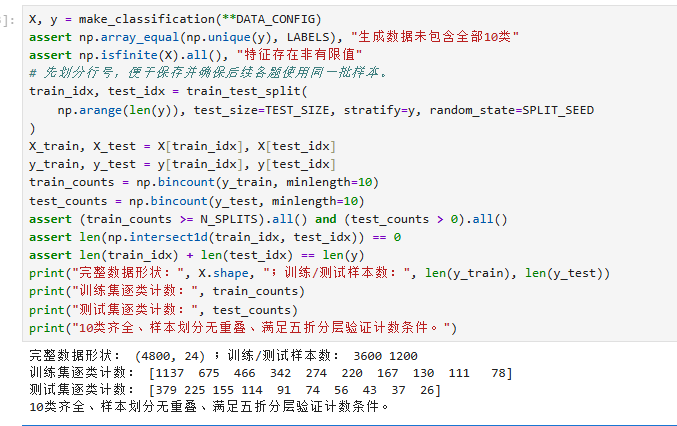 ]:
X, y = make_classification(**DATA_CONFIG)
assert np.array_equal(np.unique(y), LABELS), "生成数据未包含全部10类"
assert np.isfinite(X).all(), "特征存在非有限值"
# 先划分行号，便于保存并确保后续各题使用同一批样本。
train_idx, test_idx = train_test_split(
    np.arange(len(y)), test_size=TEST_SIZE, stratify=y, random_state=SPLIT_SEED
)
X_train, X_test = X[train_idx], X[test_idx]
y_train, y_test = y[train_idx], y[test_idx]
train_counts = np.bincount(y_train, minlength=10)
test_counts = np.bincount(y_test, minlength=10)
assert (train_counts >= N_SPLITS).all() and (test_counts > 0).all()
assert len(np.intersect1d(train_idx, test_idx)) == 0
assert len(train_idx) + len(test_idx) == len(y)
print("完整数据形状：", X.shape, "；训练/测试样本数：", len(y_train), len(y_test))
print("训练集逐类计数：", train_counts)
print("测试集逐类计数：", test_counts)
print("10类齐全、样本划分无重叠、满足五折分层验证计数条件。")
完整数据形状： (4800, 24) ；训练/测试样本数： 3600 1200
训练集逐类计数： [1137  675  466  342  274  220  167  130  111   78]
测试集逐类计数： [379 225 155 114  91  74  56  43  37  26]
10类齐全、样本划分无重叠、满足五折分层验证计数条件。